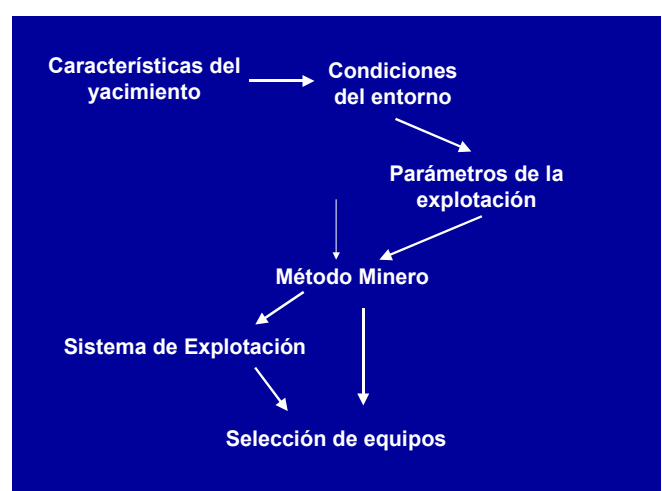 Características del
yacimiento
Condiciones
del entorno
Parámetros de la
explotación
Método Minero
Sistema de Explotación
Selección de equipos